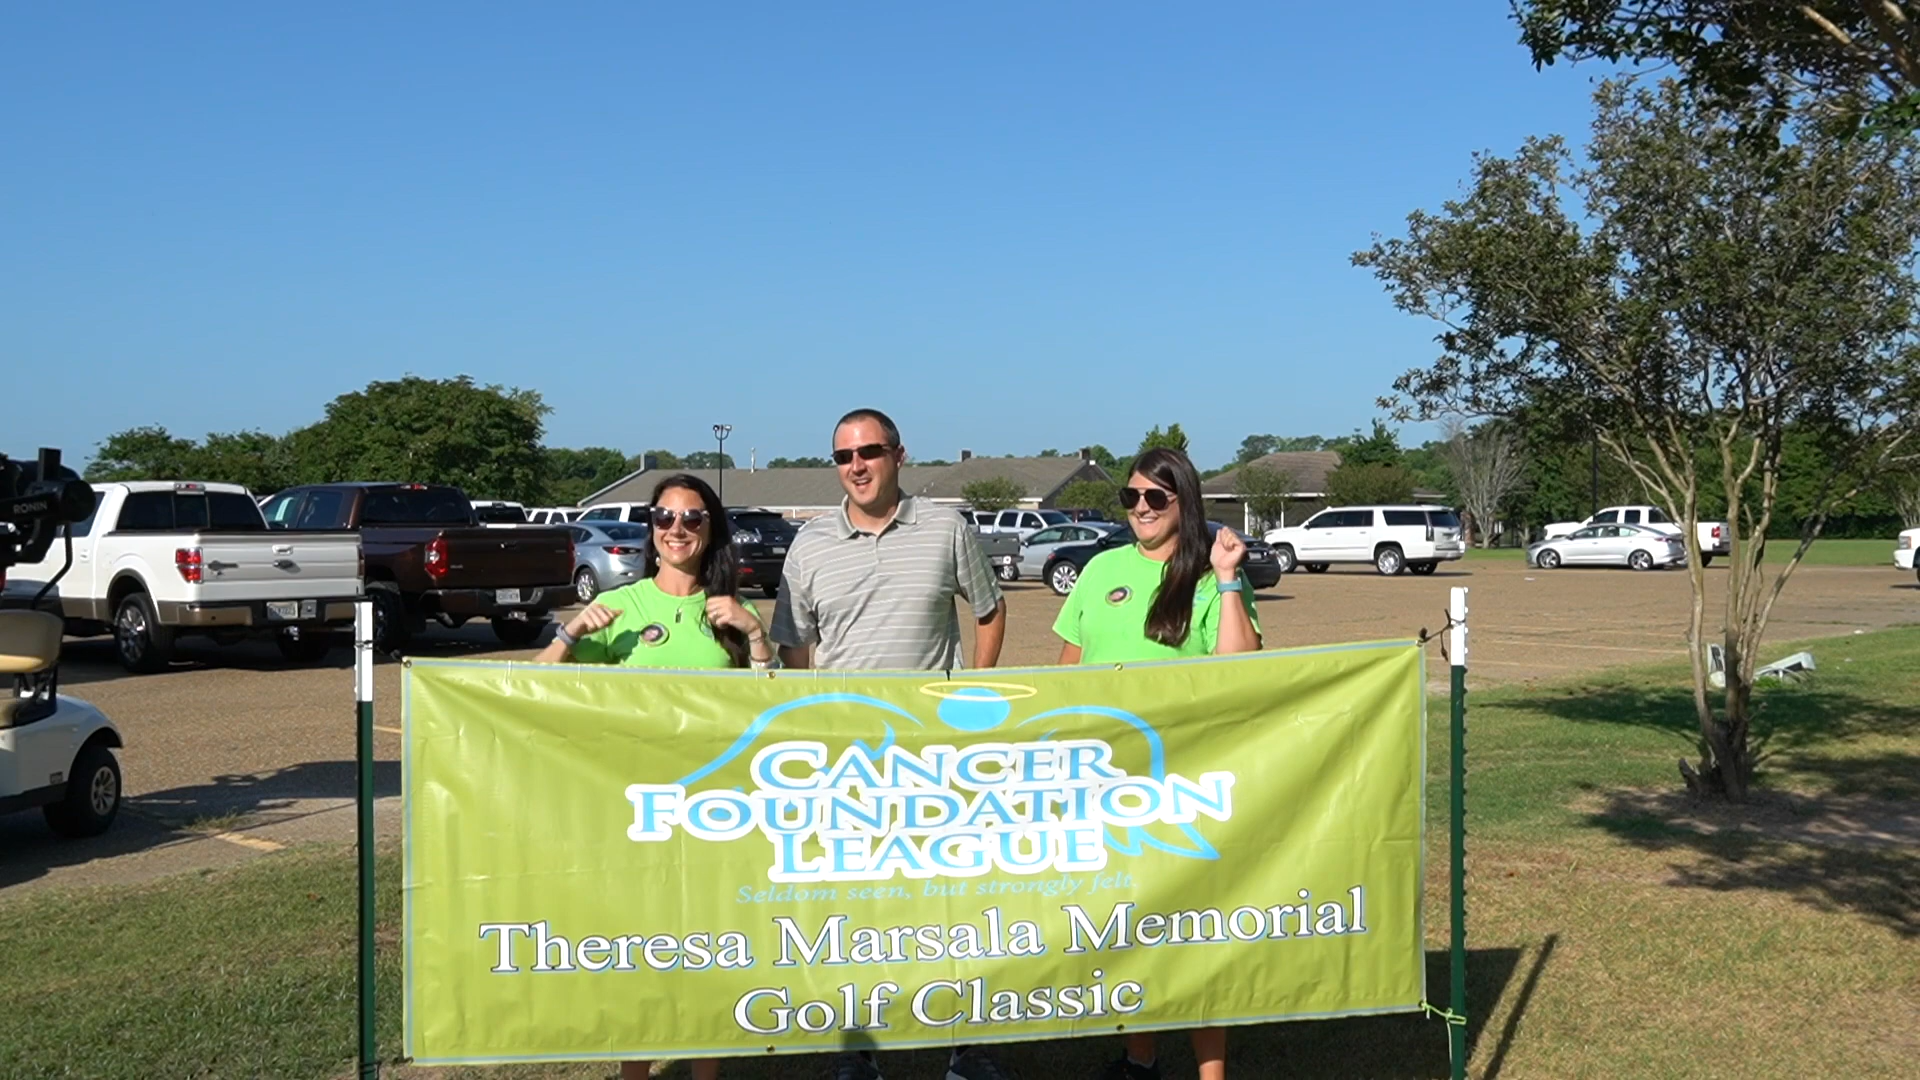 RONIN
CANCER
FOUNDATION
LEAGUE
Seldom seen, but strongly felt.
Theresa Marsala Memorial
Golf Classic